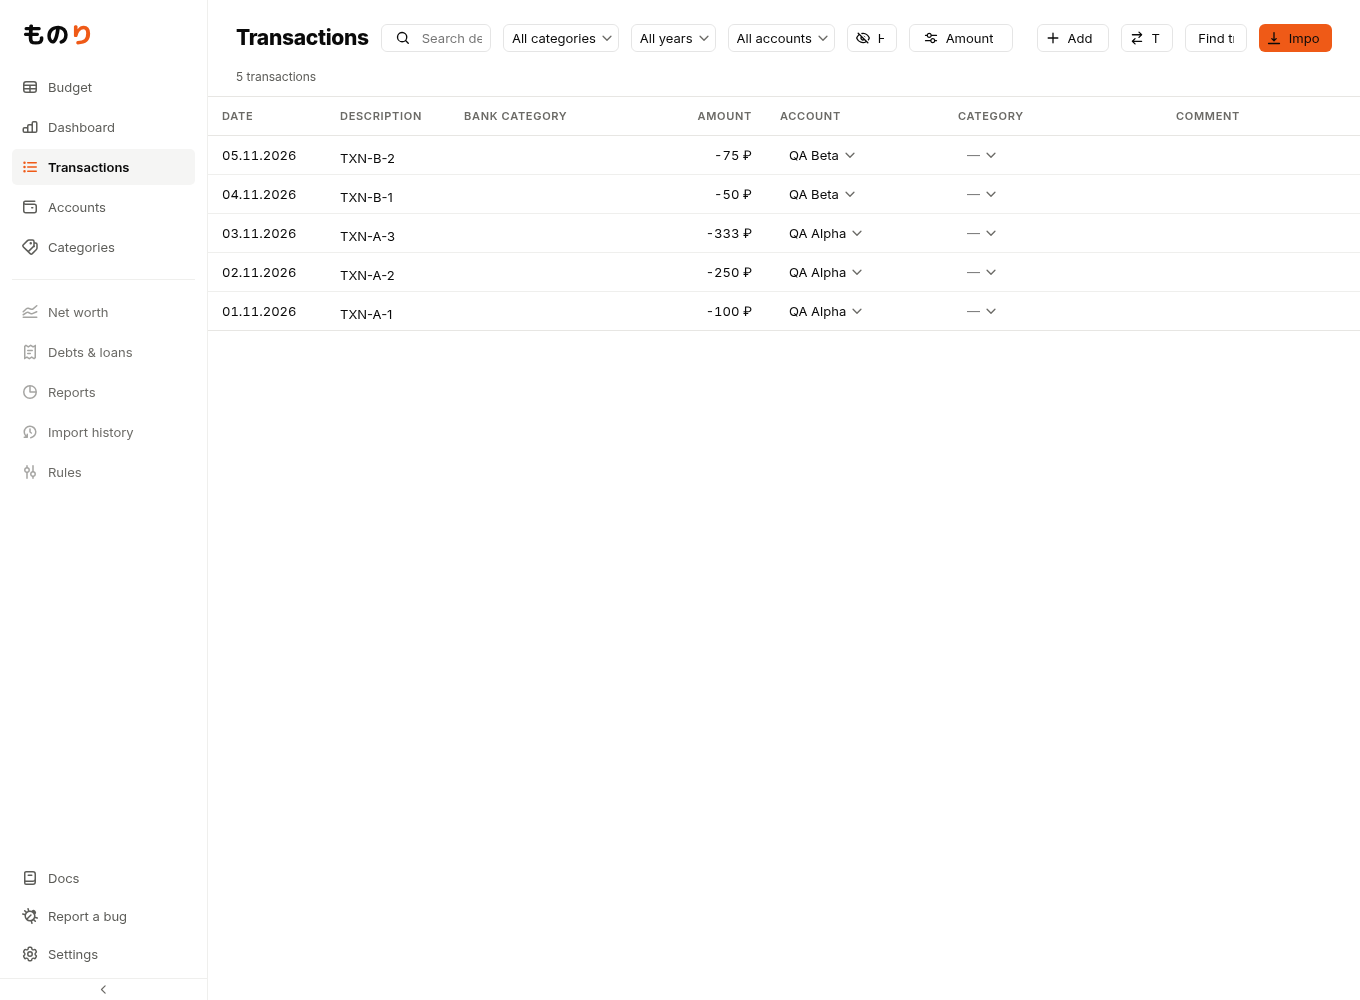 ものり
Budget
Dashboard
Transactions
Accounts
Categories
Net worth
Debts & loans
Reports
Import history
Rules
Docs
Report a bug
Settings
Transactions
Search de
All categories
All years
All accounts
Amount
Add
T
Find t
Impo
5 transactions
DATE DESCRIPTION BANK CATEGORY AMOUNT ACCOUNT CATEGORY COMMENT
05.11.2026 TXN-B-2 -75 ₽ QA Beta —
04.11.2026 TXN-B-1 -50 ₽ QA Beta —
03.11.2026 TXN-A-3 -333 ₽ QA Alpha —
02.11.2026 TXN-A-2 -250 ₽ QA Alpha —
01.11.2026 TXN-A-1 -100 ₽ QA Alpha —